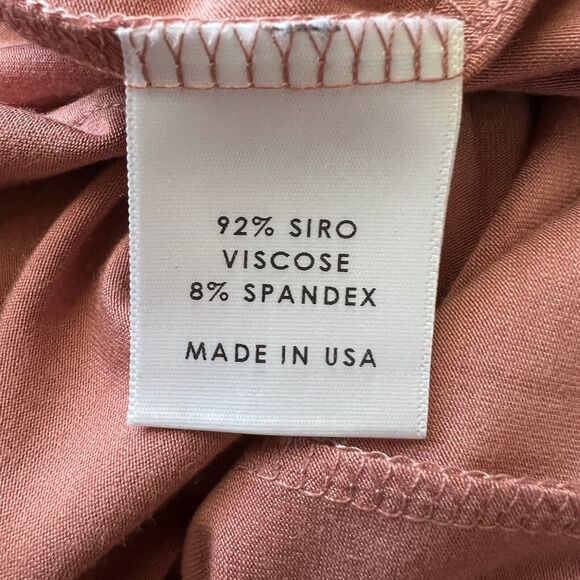 92% SIRO
VISCOSE
8% SPANDEX
MADE IN USA